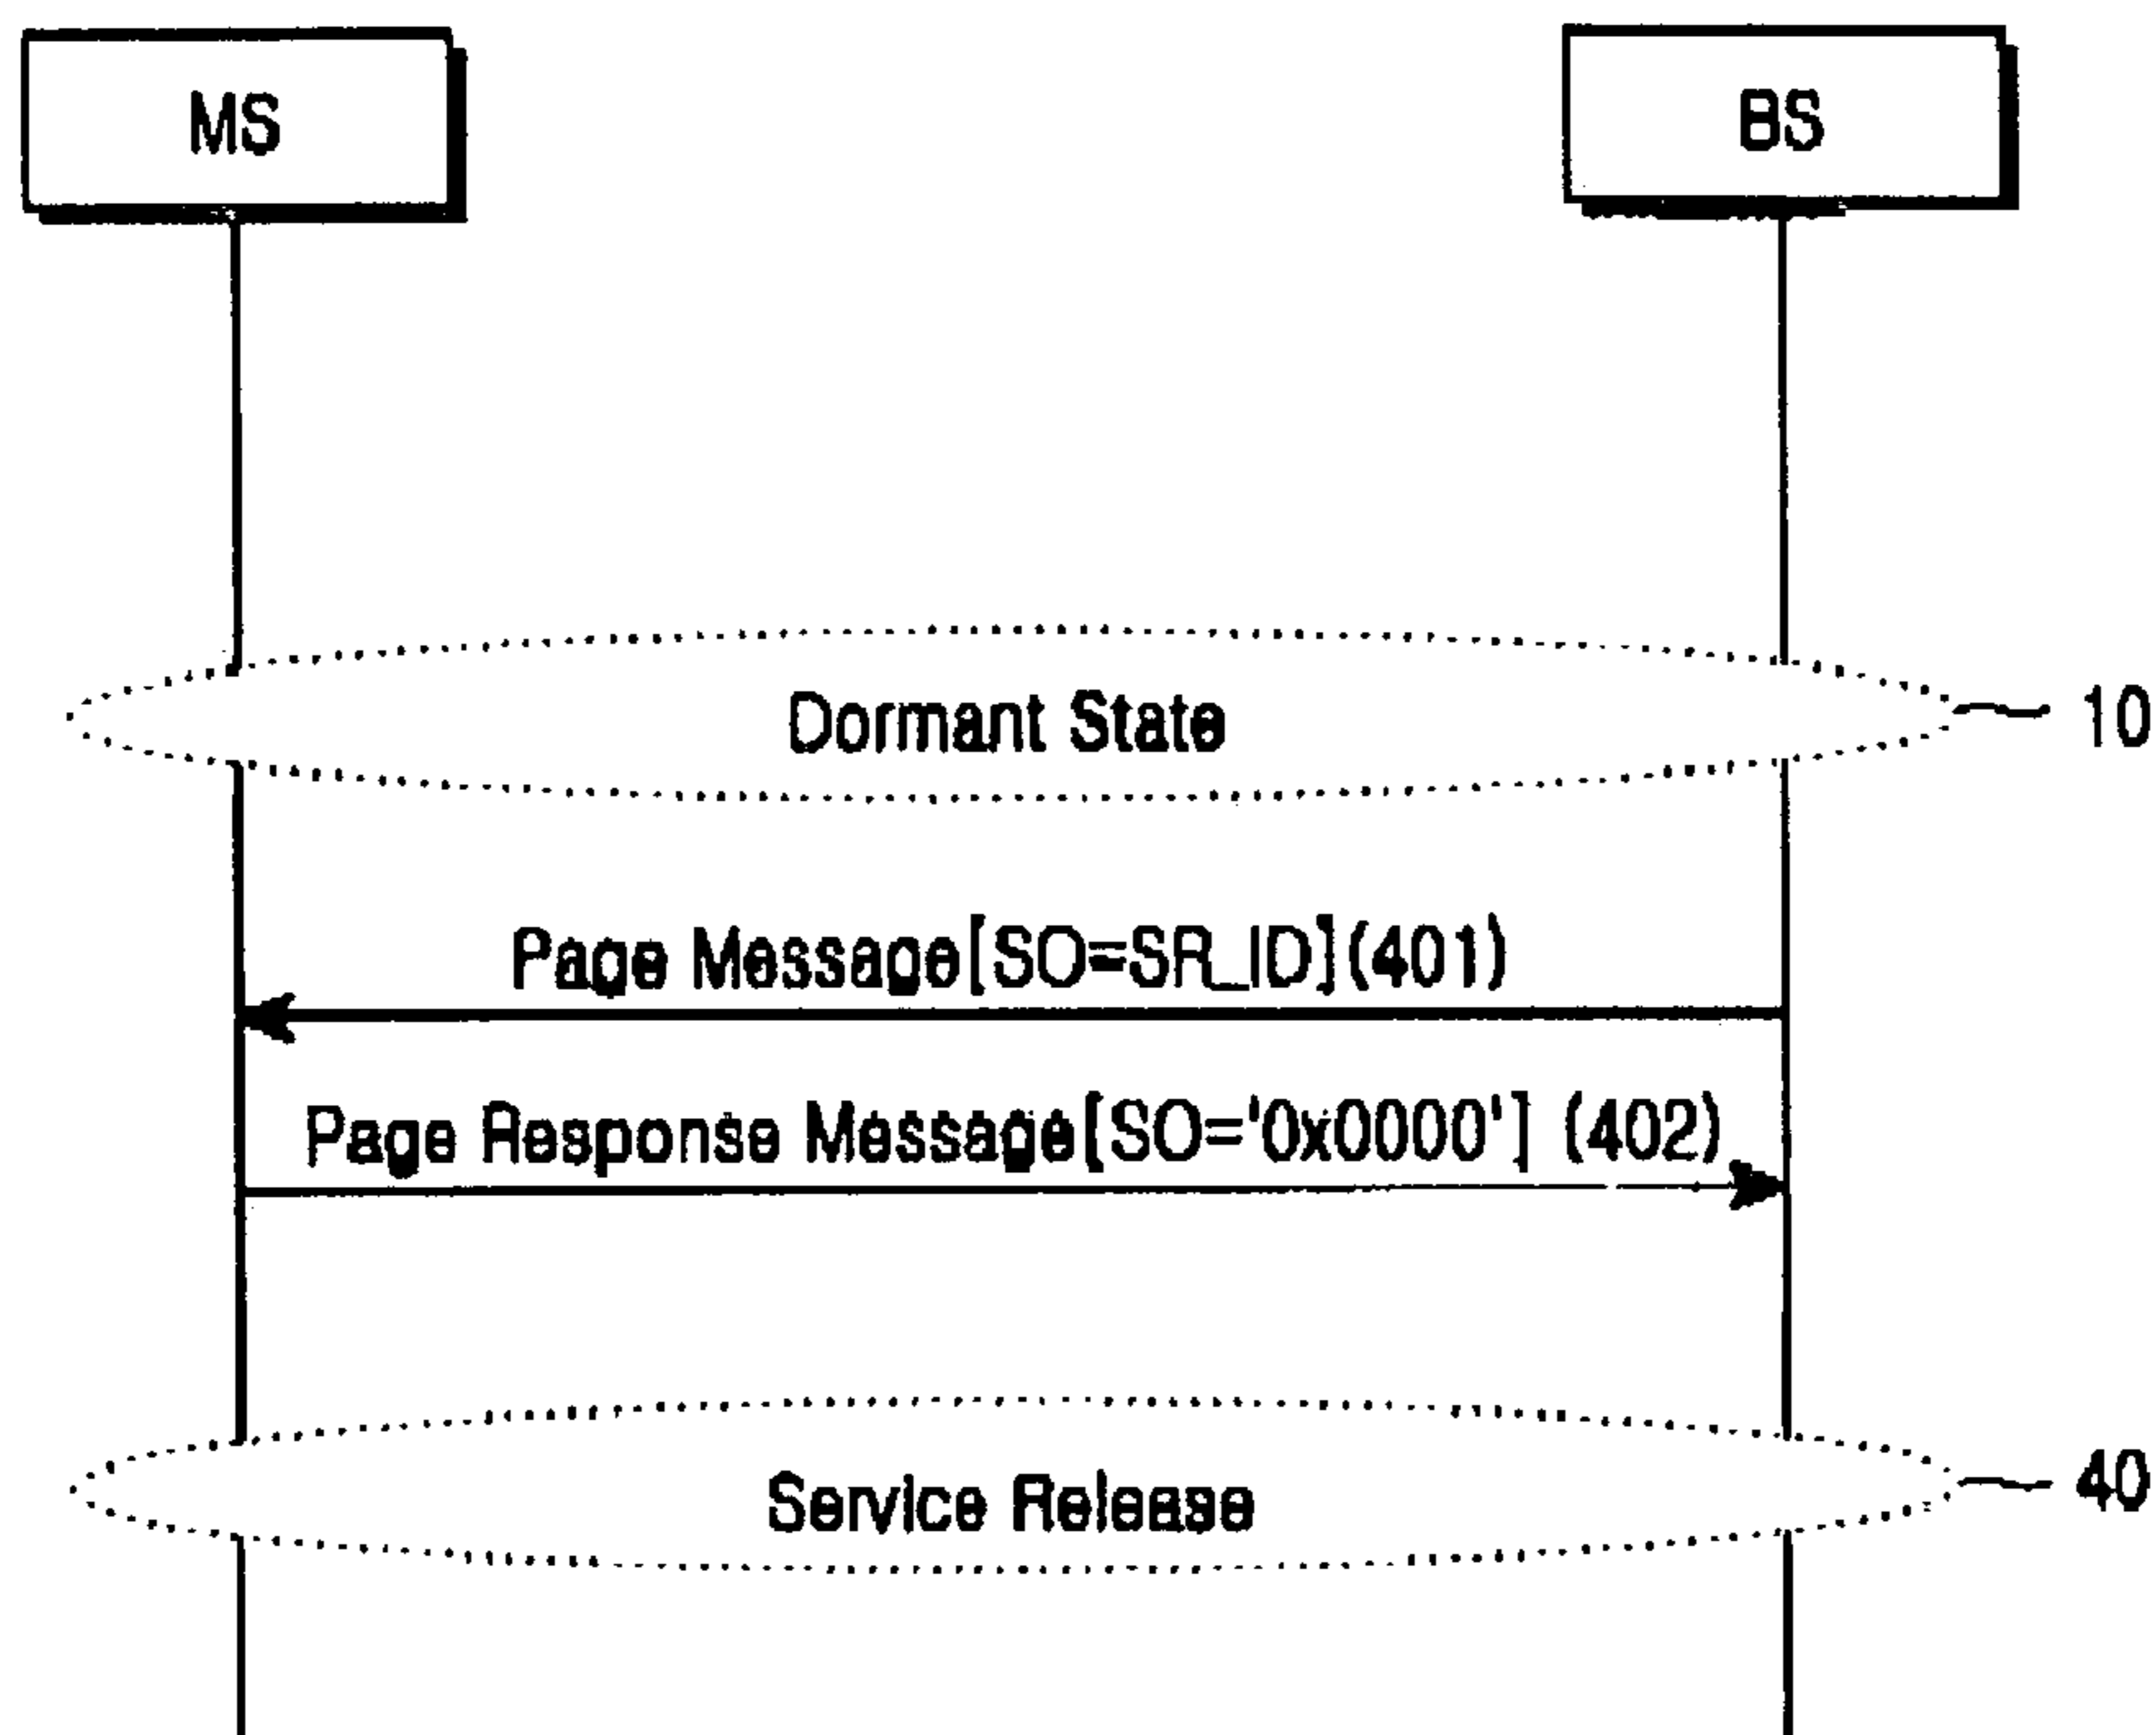 MS
BS
Dormant State
10
Page Message[SO=SR_ID](401)
Page Response Message[SO='0x0000'] (402)
Service Release
40